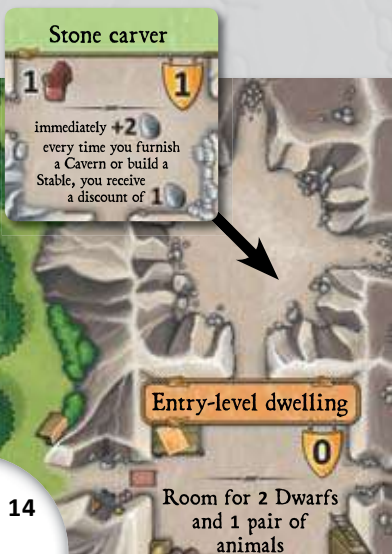 Stone carver
1 1
immediately +2
every time you furnish
a Cavern or build a
Stable, you receive
a discount of 1
Entry-level dwelling
0
14
Room for 2 Dwarfs
and 1 pair of
animals